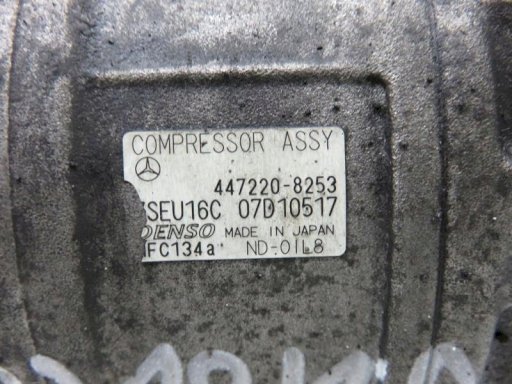 COMPRESSOR ASSY
447220-8253
SEU16C 07D10517
DENSO MADE IN JAPAN
FC134a ND-OIL8